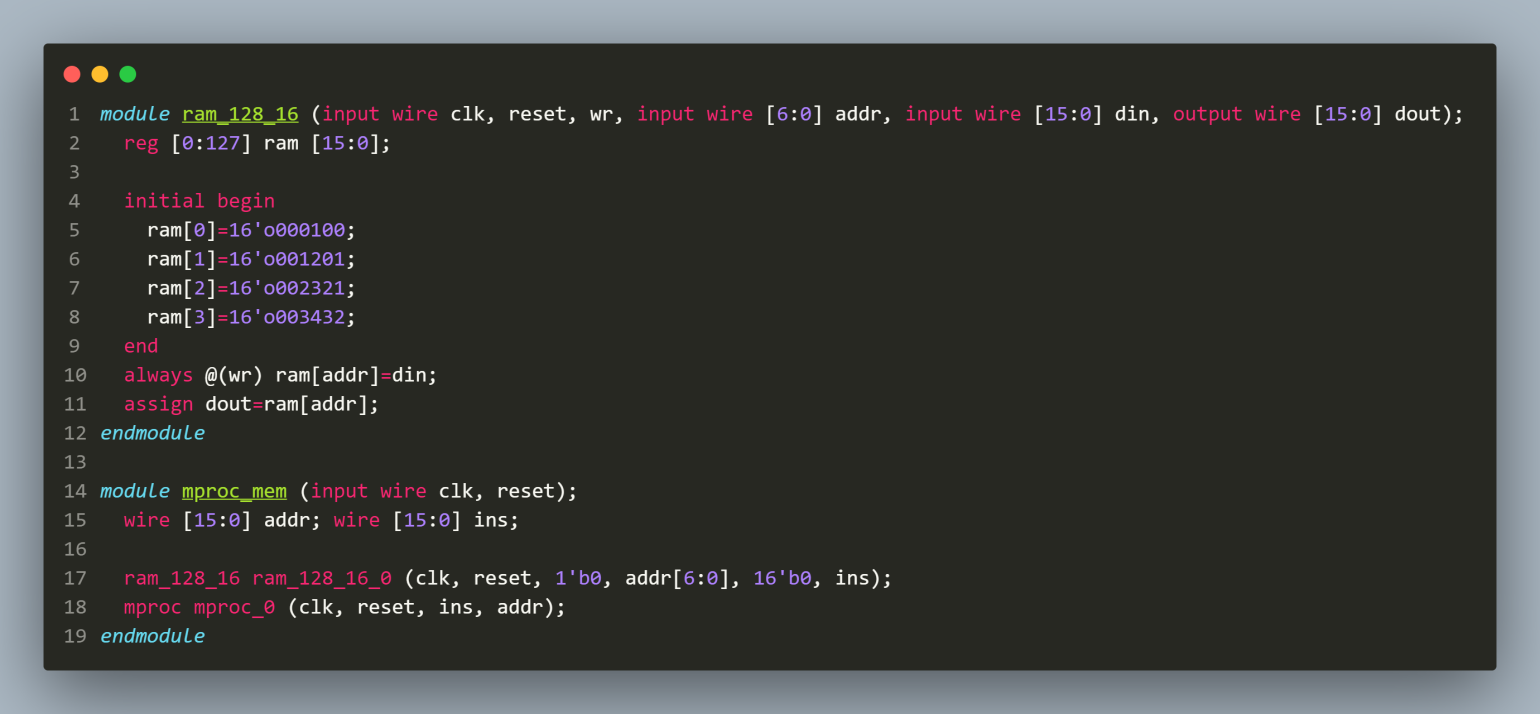 1 module ram_128_16 (input wire clk, reset, wr, input wire [6:0] addr, input wire [15:0] din, output wire [15:0] dout);
2   reg [0:127] ram [15:0];
3
4   initial begin
5     ram[0]=16'o000100;
6     ram[1]=16'o001201;
7     ram[2]=16'o002321;
8     ram[3]=16'o003432;
9   end
10   always @(wr) ram[addr]=din;
11   assign dout=ram[addr];
12 endmodule
13
14 module mproc_mem (input wire clk, reset);
15   wire [15:0] addr; wire [15:0] ins;
16
17   ram_128_16 ram_128_16_0 (clk, reset, 1'b0, addr[6:0], 16'b0, ins);
18   mproc mproc_0 (clk, reset, ins, addr);
19 endmodule